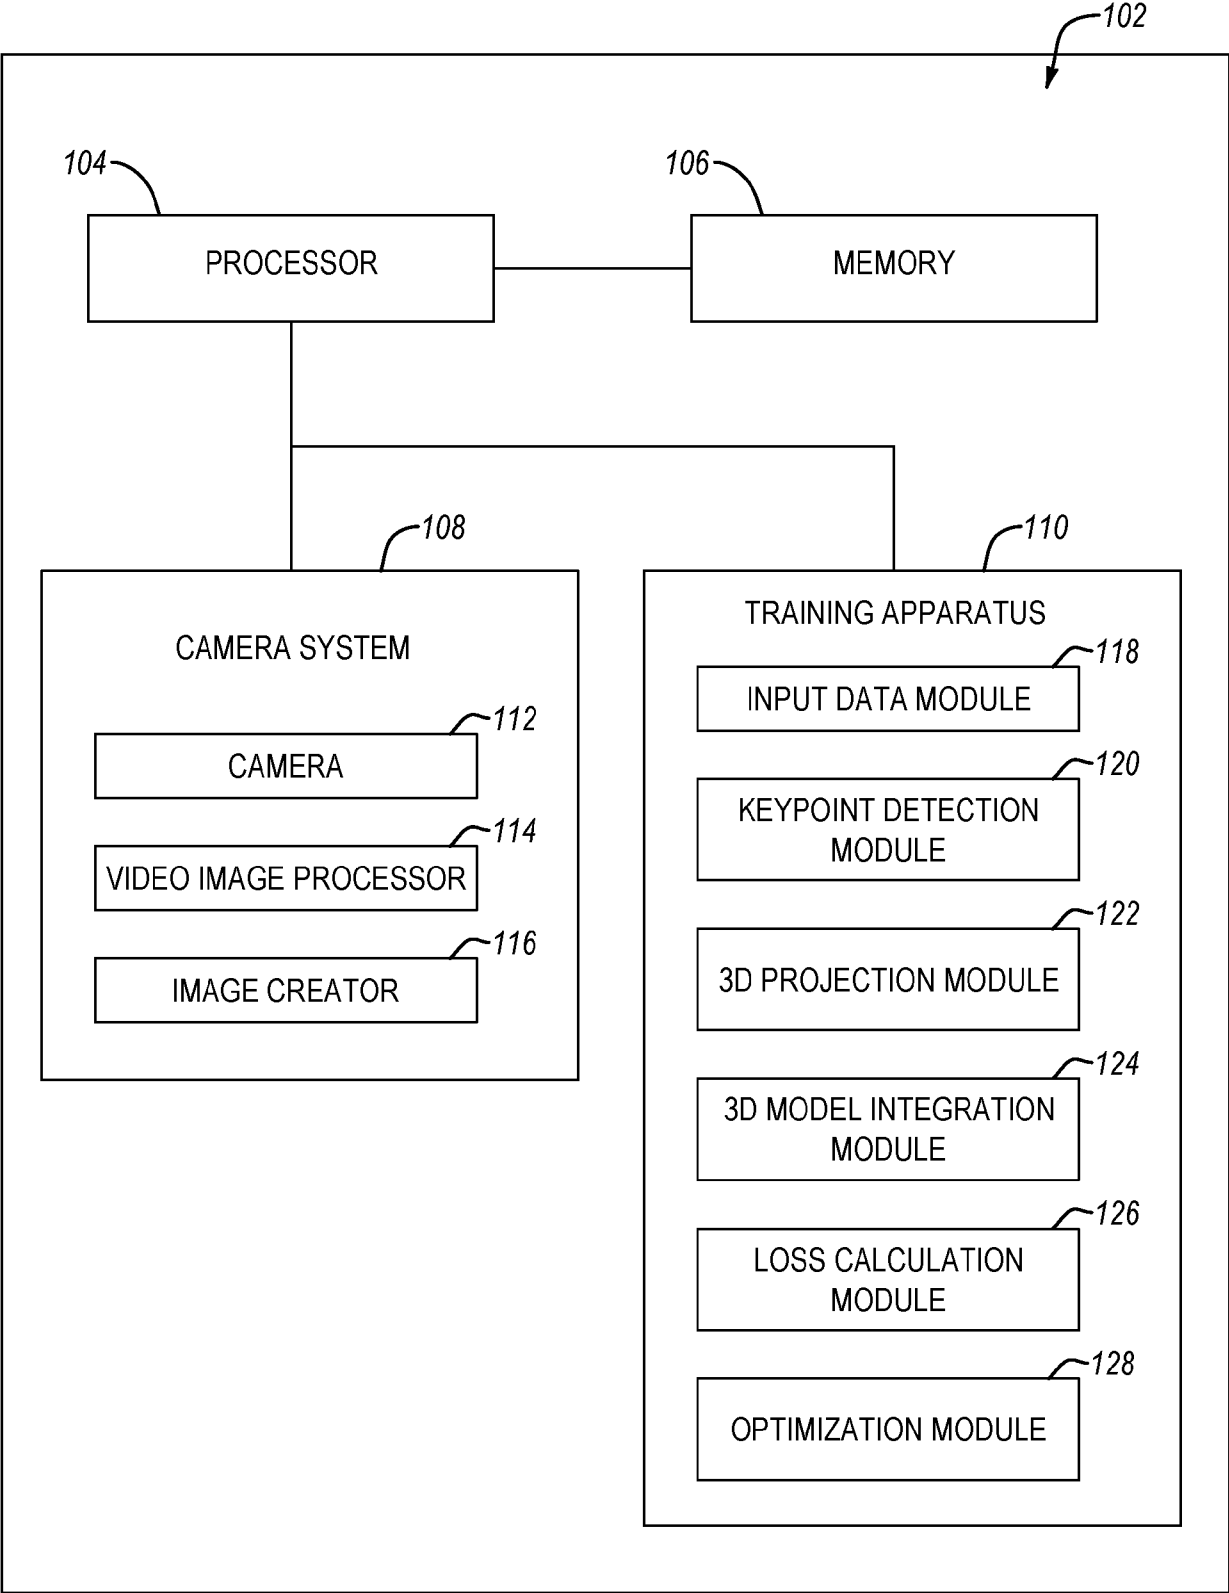 102
104
106
PROCESSOR
MEMORY
108
110
CAMERA SYSTEM
112
CAMERA
114
VIDEO IMAGE PROCESSOR
116
IMAGE CREATOR
TRAINING APPARATUS
118
INPUT DATA MODULE
120
KEYPOINT DETECTION
MODULE
122
3D PROJECTION MODULE
124
3D MODEL INTEGRATION
MODULE
126
LOSS CALCULATION
MODULE
128
OPTIMIZATION MODULE